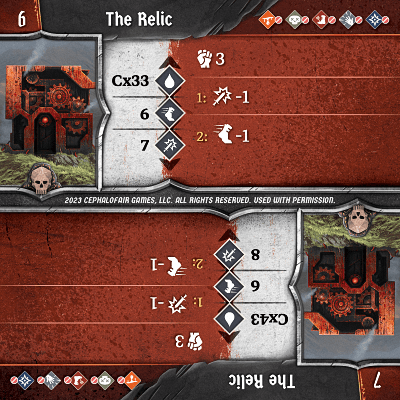 6 The Relic
3
Cx33
1: -1
6
2: -1
7
2023 CEPHALOFAIR GAMES, LLC. ALL RIGHTS RESERVED. USED WITH PERMISSION.
7 The Relic
3
Cx43
1: -1
6
2: -1
8